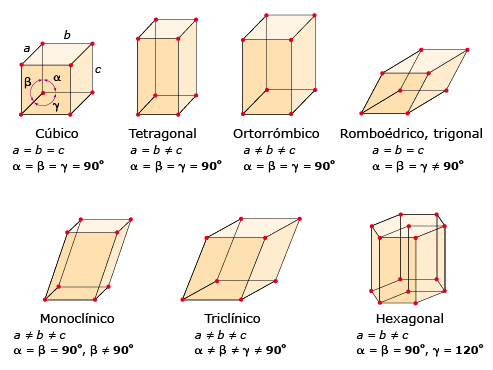 a
b
c
β
α
γ
Cúbico
a = b = c
α = β = γ = 90°
Tetragonal
a = b ≠ c
α = β = γ = 90°
Ortorrómbico
a ≠ b ≠ c
α = β = γ = 90°
Romboédrico, trigonal
a = b = c
α = β = γ ≠ 90°
Monoclínico
a ≠ b ≠ c
α = β = 90°, β ≠ 90°
Triclínico
a ≠ b ≠ c
α ≠ β ≠ γ ≠ 90°
Hexagonal
a = b ≠ c
α = β = 90°, γ = 120°